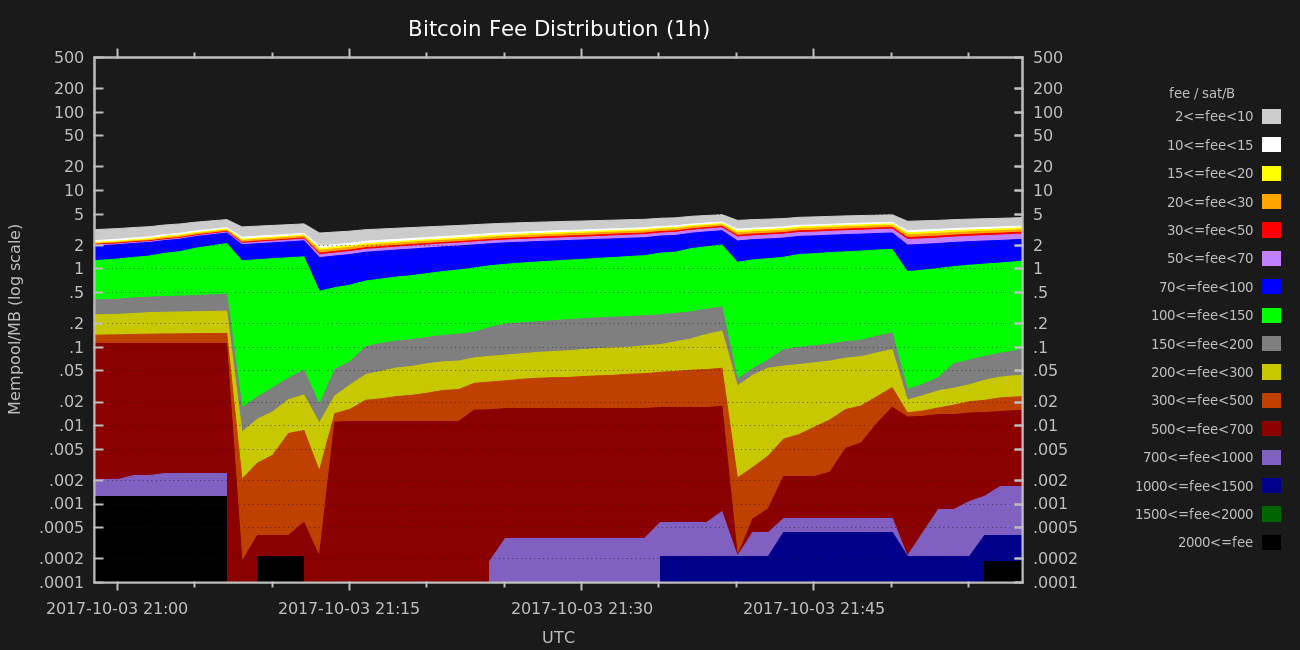 Bitcoin Fee Distribution (1h)
Mempool/MB (log scale)
500
200
100
50
20
10
5
2
1
.5
.2
.1
.05
.02
.01
.005
.002
.001
.0005
.0002
.0001
500
200
100
50
20
10
5
2
1
.5
.2
.1
.05
.02
.01
.005
.002
.001
.0005
.0002
.0001
2017-10-03 21:00 2017-10-03 21:15 2017-10-03 21:30 2017-10-03 21:45
UTC
fee / sat/B
2<=fee<10
10<=fee<15
15<=fee<20
20<=fee<30
30<=fee<50
50<=fee<70
70<=fee<100
100<=fee<150
150<=fee<200
200<=fee<300
300<=fee<500
500<=fee<700
700<=fee<1000
1000<=fee<1500
1500<=fee<2000
2000<=fee